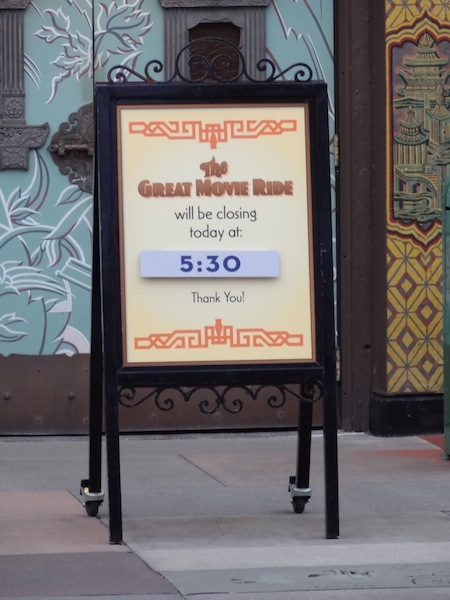 The
GREAT MOVIE RIDE
will be closing
today at:
5:30
Thank You!